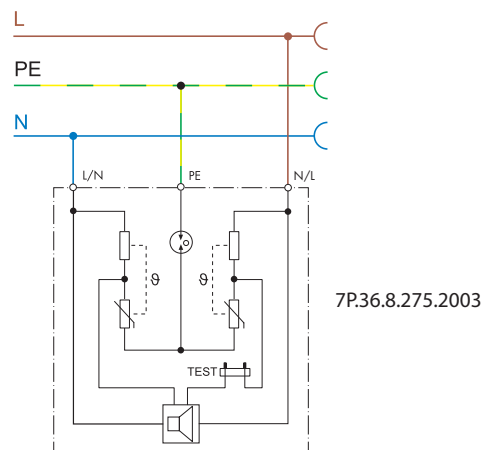 L
PE
N
L/N PE N/L
ϑ ϑ
7P.36.8.275.2003
TEST